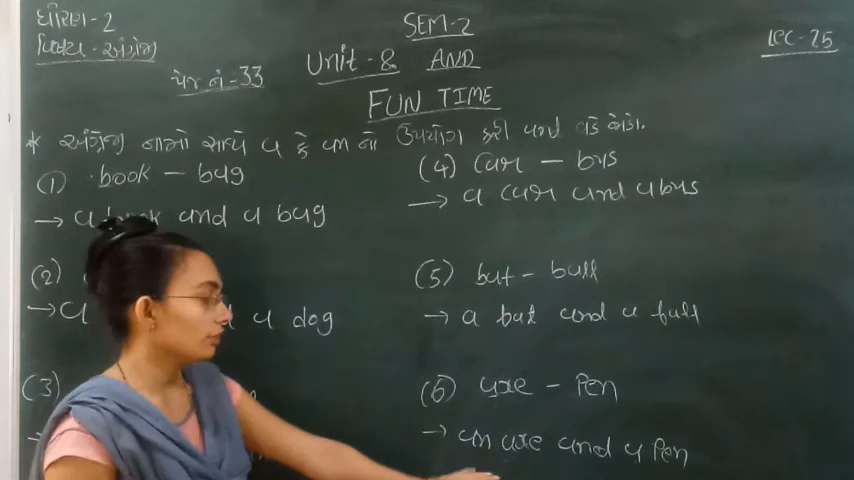 ધોરણ-2
વિષય - અંગ્રેજી
SEM-2
Unit-8 AND
LEC-25
પેજ નં-33
FUN TIME
* અંગ્રેજી નામો સાથે a કે an નો ઉપયોગ કરી and વડે જોડો.
(1) book - bag
→ a book and a bag
(2)
→ a a dog
(3)
(4) Car - bus
→ a car and a bus
(5) bat - ball
→ a bat and a ball
(6) axe - Pen
→ an axe and a Pen